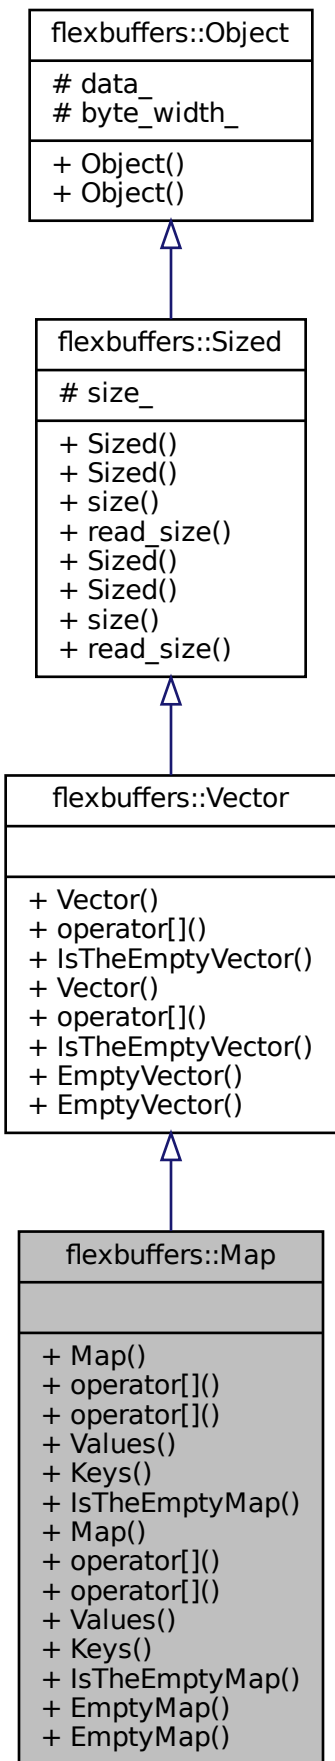 flexbuffers::Object
# data_
# byte_width_
+ Object()
+ Object()
flexbuffers::Sized
# size_
+ Sized()
+ Sized()
+ size()
+ read_size()
+ Sized()
+ Sized()
+ size()
+ read_size()
flexbuffers::Vector
+ Vector()
+ operator[]()
+ IsTheEmptyVector()
+ Vector()
+ operator[]()
+ IsTheEmptyVector()
+ EmptyVector()
+ EmptyVector()
flexbuffers::Map
+ Map()
+ operator[]()
+ operator[]()
+ Values()
+ Keys()
+ IsTheEmptyMap()
+ Map()
+ operator[]()
+ operator[]()
+ Values()
+ Keys()
+ IsTheEmptyMap()
+ EmptyMap()
+ EmptyMap()